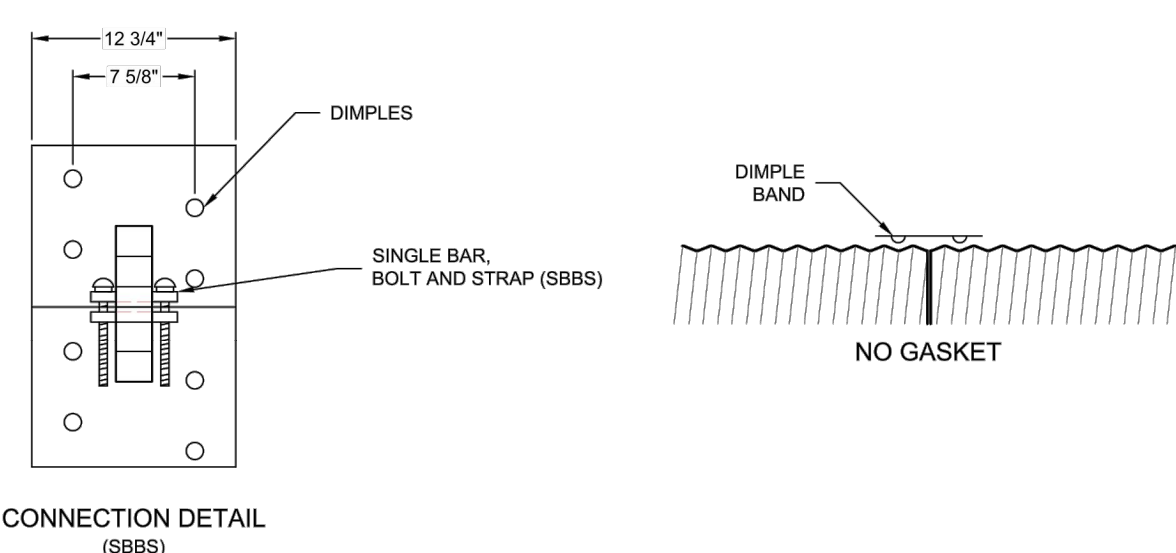 12 3/4"
7 5/8"
DIMPLES
SINGLE BAR,
BOLT AND STRAP (SBBS)
CONNECTION DETAIL
(SBBS)
DIMPLE
BAND
NO GASKET